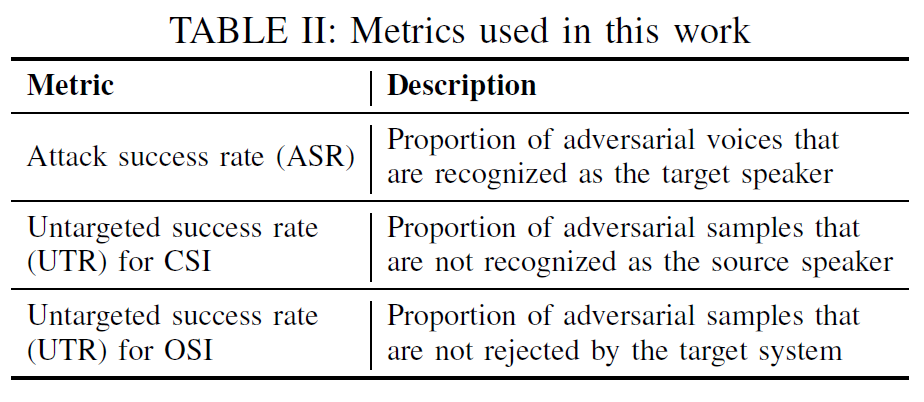 TABLE II: Metrics used in this work
Metric
Description
Attack success rate (ASR)
Proportion of adversarial voices that
are recognized as the target speaker
Untargeted success rate
(UTR) for CSI
Proportion of adversarial samples that
are not recognized as the source speaker
Untargeted success rate
(UTR) for OSI
Proportion of adversarial samples that
are not rejected by the target system